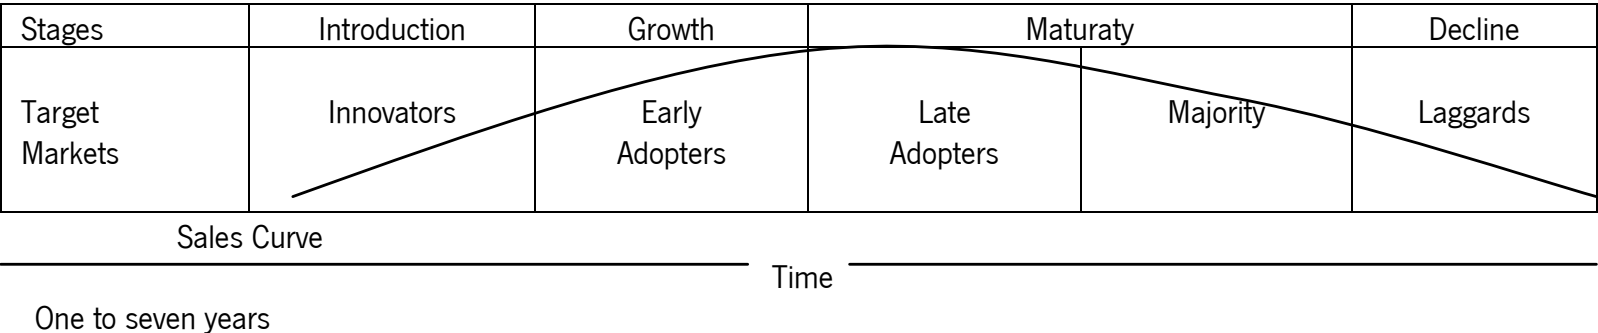 Stages Introduction Growth Maturaty Decline
Target Markets Innovators Early Adopters Late Adopters Majority Laggards
Sales Curve
Time
One to seven years